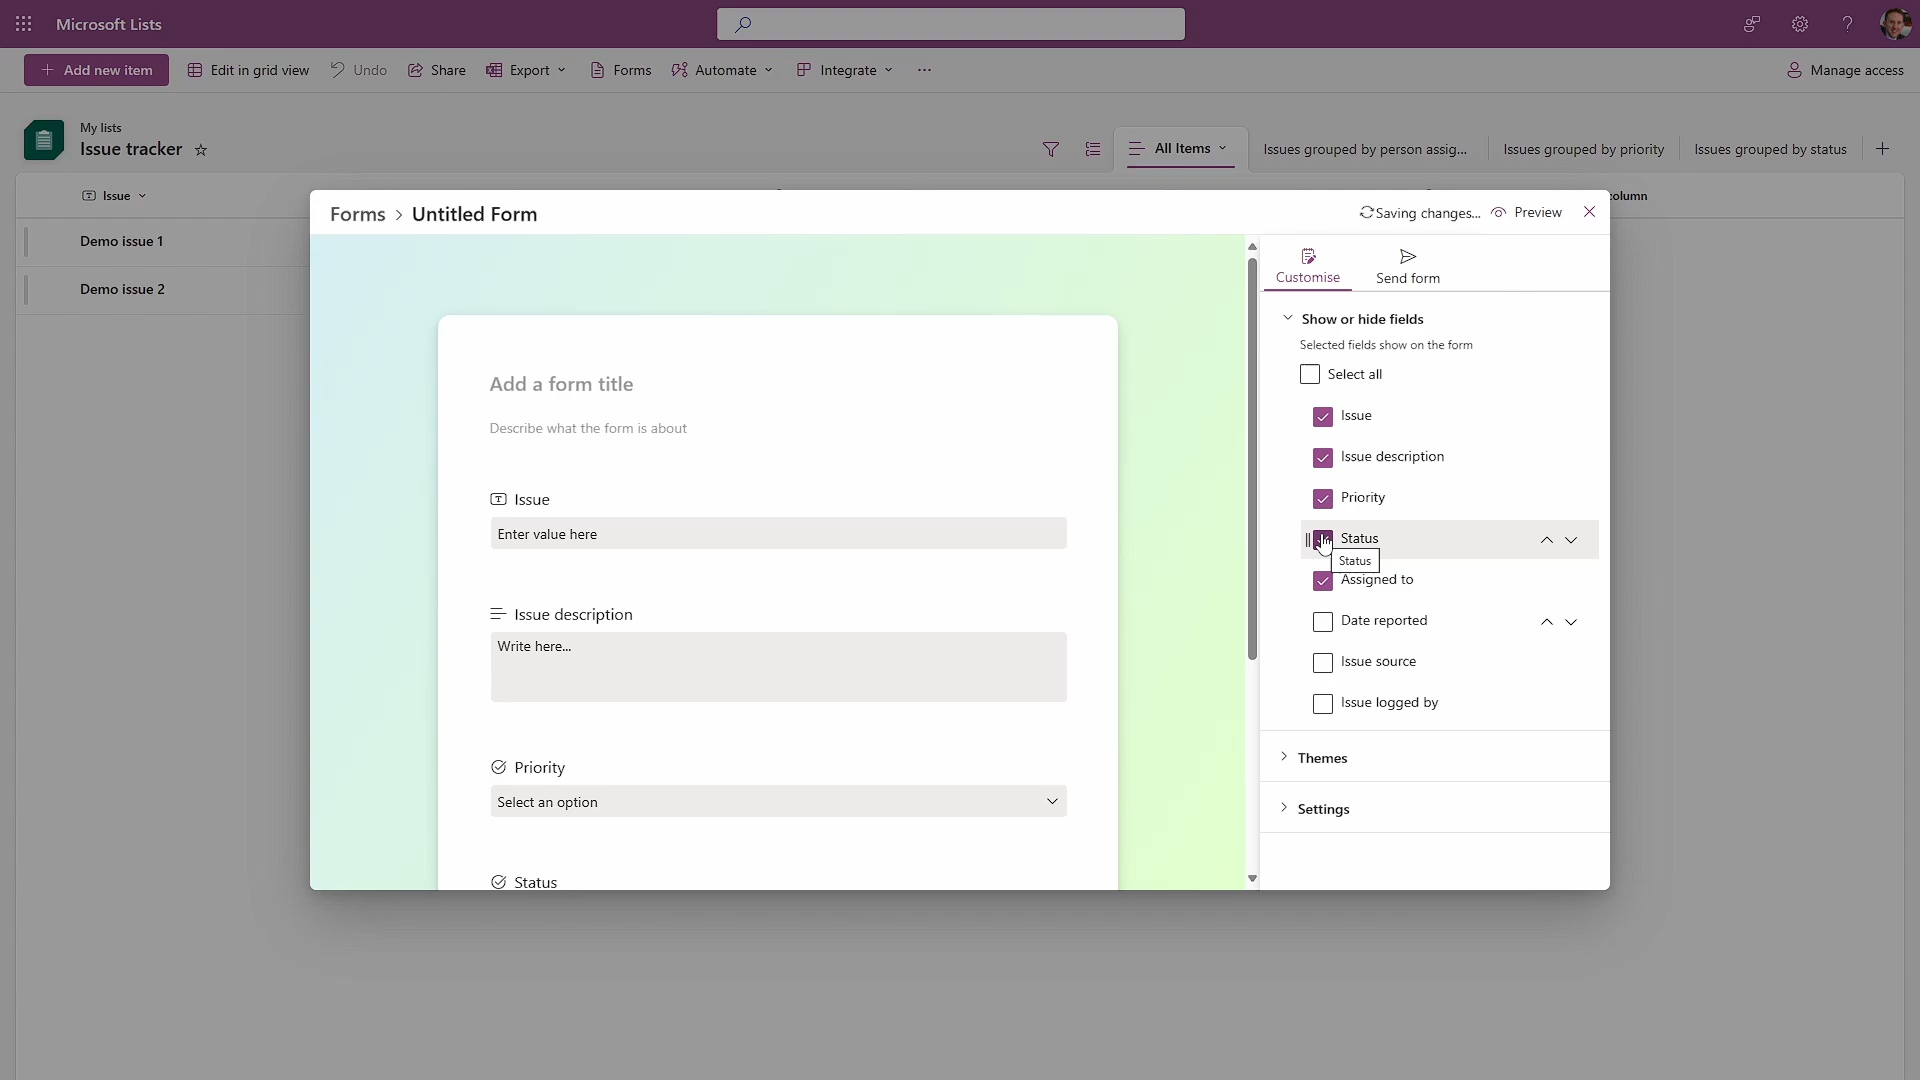 Microsoft Lists
Add new item
Edit in grid view
Undo
Share
Export
Forms
Automate
Integrate
Manage access
My lists
Issue tracker
All Items
Issues grouped by person assig...
Issues grouped by priority
Issues grouped by status
Issue
column
Demo issue 1
Demo issue 2
Forms > Untitled Form
Saving changes...
Preview
Customise
Send form
Add a form title
Describe what the form is about
Issue
Enter value here
Issue description
Write here...
Priority
Select an option
Status
Show or hide fields
Selected fields show on the form
Select all
Issue
Issue description
Priority
Status
Status
Assigned to
Date reported
Issue source
Issue logged by
Themes
Settings